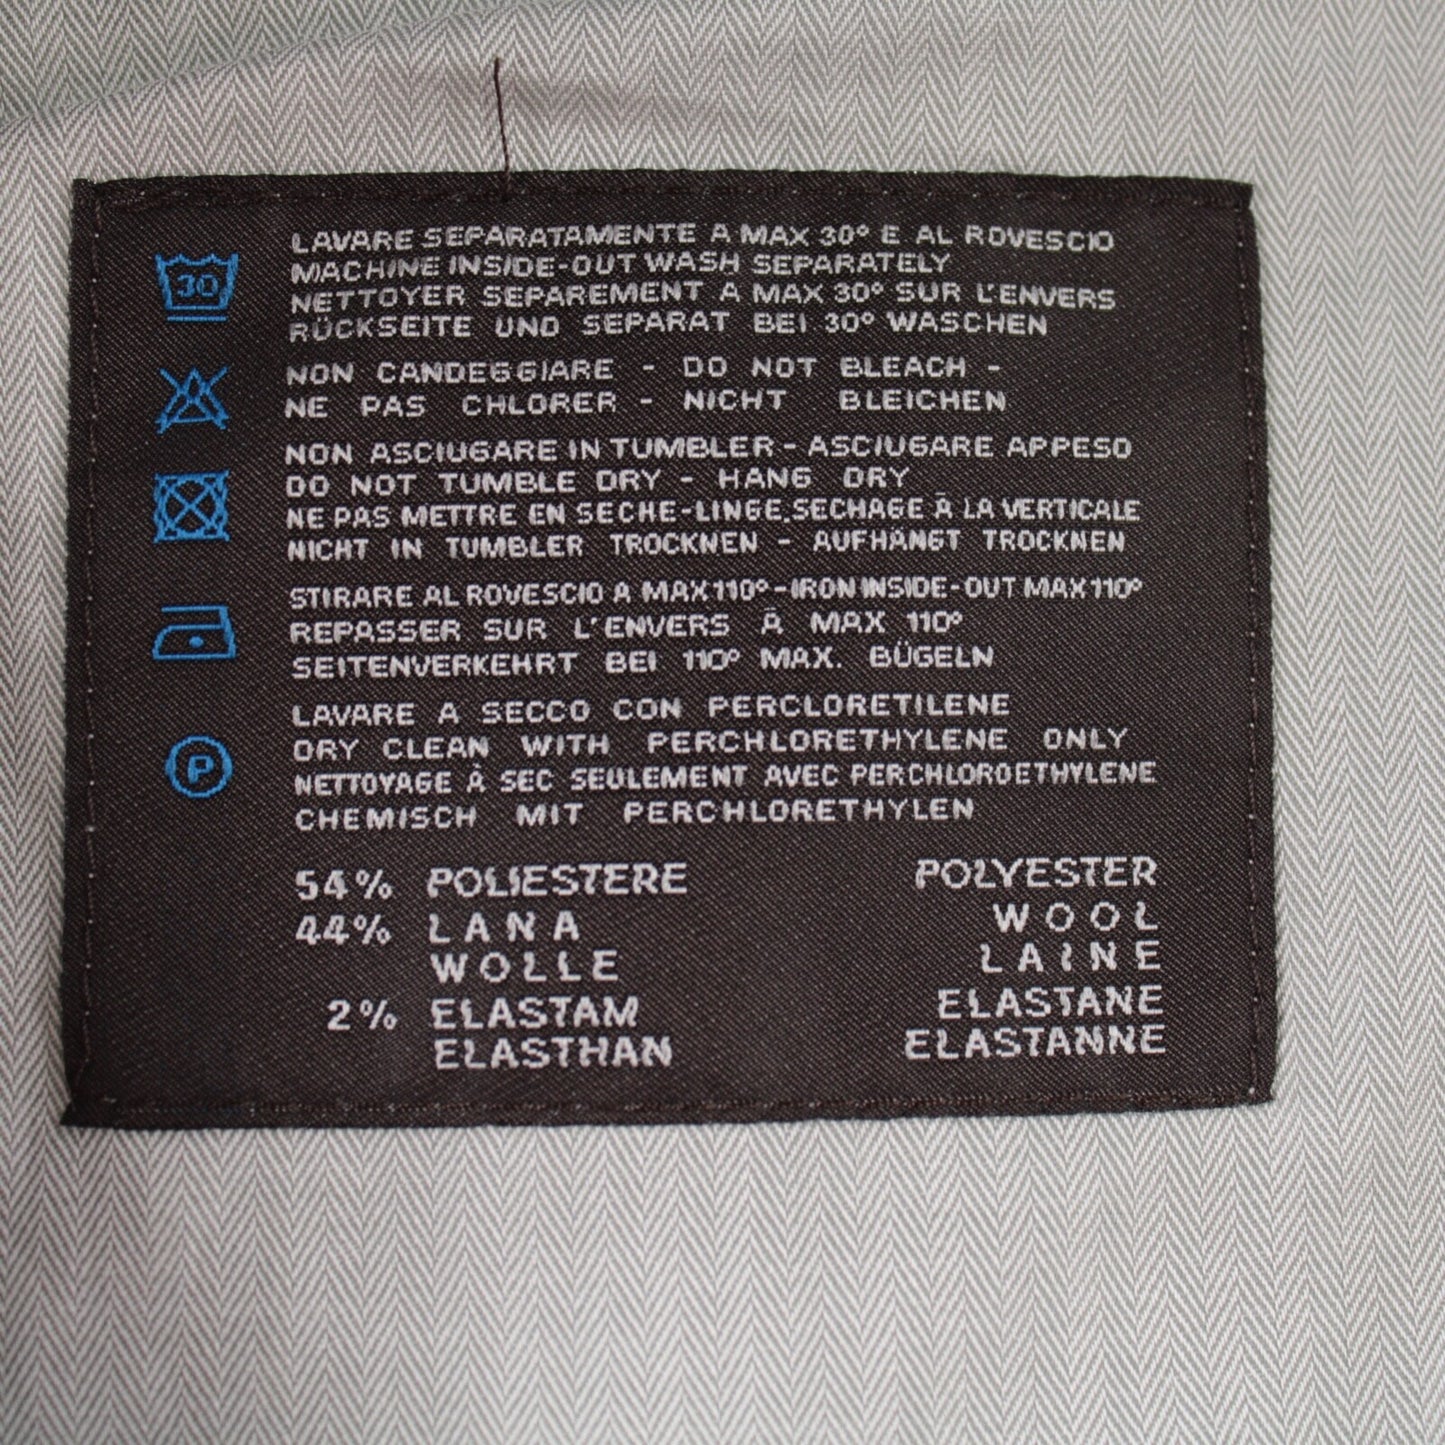 30
LAVARE SEPARATAMENTE A MAX 30° E AL ROVESCIO
MACHINE INSIDE-OUT WASH SEPARATELY
NETTOYER SEPAREMENT A MAX 30° SUR L'ENVERS
RÜCKSEITE UND SEPARAT BEI 30° WASCHEN
NON CANDEGGIARE - DO NOT BLEACH -
NE PAS CHLORER - NICHT BLEICHEN
NON ASCIUGARE IN TUMBLER - ASCIUGARE APPESO
DO NOT TUMBLE DRY - HANG DRY
NE PAS METTRE EN SECHE-LINGE, SECHAGE À LA VERTICALE
NICHT IN TUMBLER TROCKNEN - AUFHÄNGT TROCKNEN
STIRARE AL ROVESCIO A MAX 110° - IRON INSIDE-OUT MAX 110°
REPASSER SUR L'ENVERS À MAX 110°
SEITENVERKEHRT BEI 110° MAX. BÜGELN
P
LAVARE A SECCO CON PERCLORETILENE
DRY CLEAN WITH PERCHLORETHYLENE ONLY
NETTOYAGE À SEC SEULEMENT AVEC PERCHLOROETHYLENE
CHEMISCH MIT PERCHLORETHYLEN
54% POLIESTERE POLYESTER
44% LANA WOOL
WOLLE LAINE
2% ELASTAM ELASTANE
ELASTHAN ELASTANNE